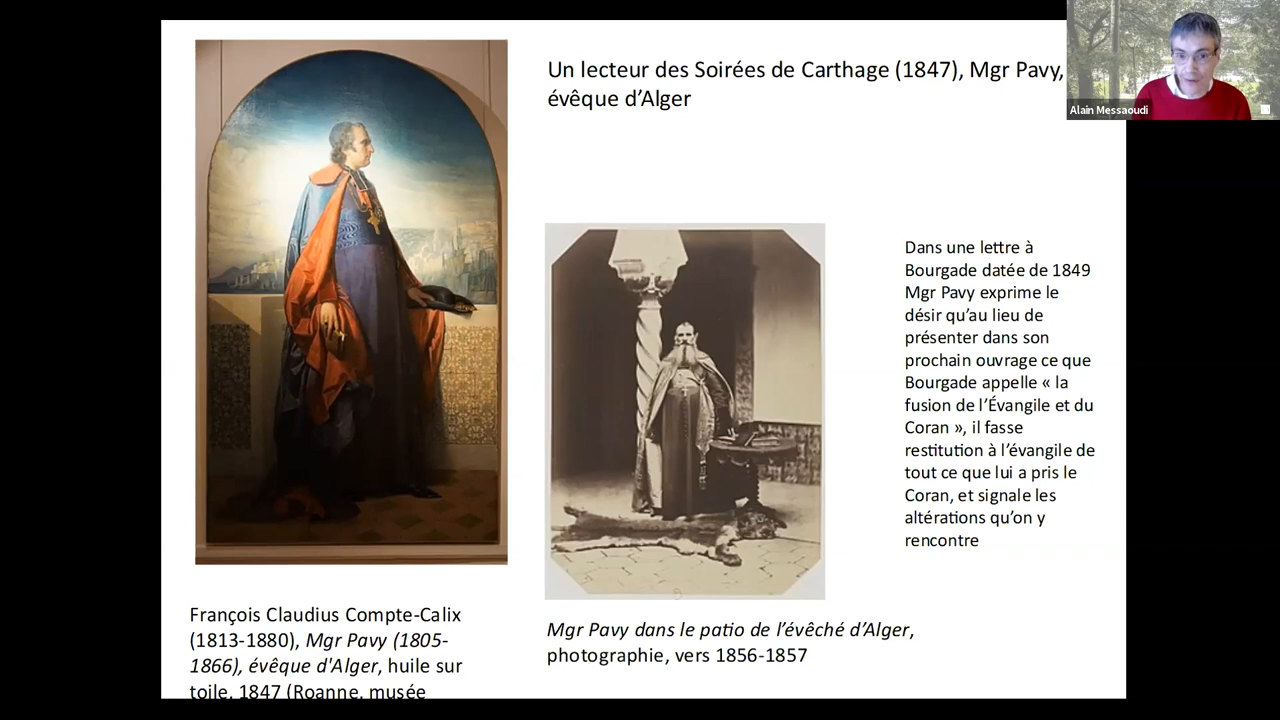 Un lecteur des Soirées de Carthage (1847), Mgr Pavy,
évêque d’Alger
Alain Messaoudi
Dans une lettre à
Bourgade datée de 1849
Mgr Pavy exprime le
désir qu’au lieu de
présenter dans son
prochain ouvrage ce que
Bourgade appelle « la
fusion de l’Évangile et du
Coran », il fasse
restitution à l’évangile de
tout ce que lui a pris le
Coran, et signale les
altérations qu’on y
rencontre
François Claudius Compte-Calix
(1813-1880), Mgr Pavy (1805-
1866), évêque d'Alger, huile sur
toile, 1847 (Roanne, musée
Mgr Pavy dans le patio de l’évêché d’Alger,
photographie, vers 1856-1857